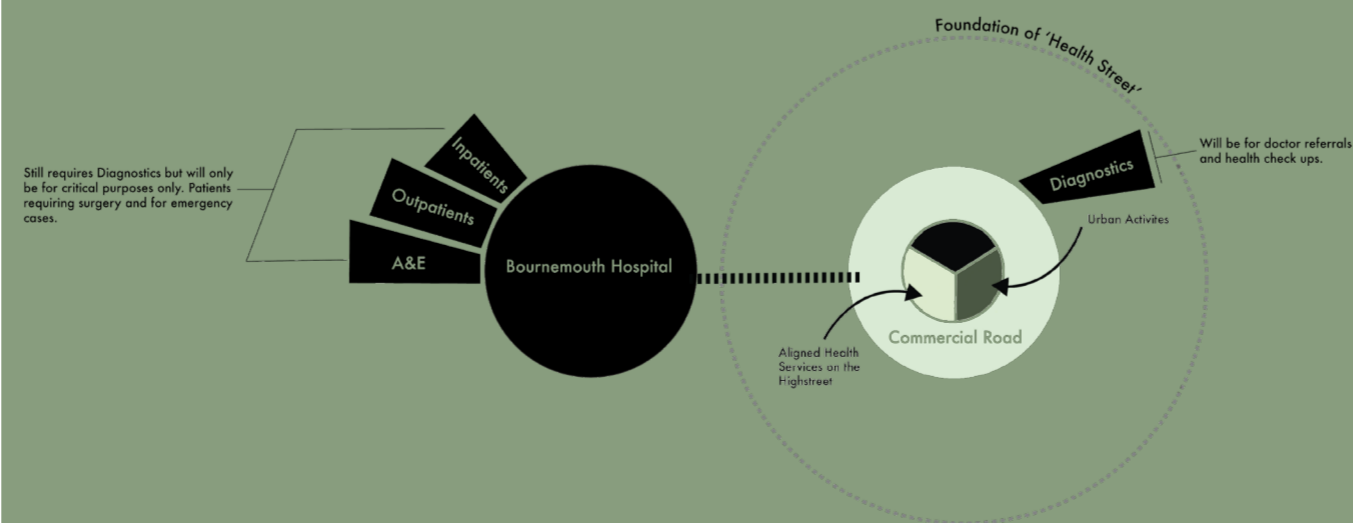 Foundation of ‘Health Street’
Inpatients
Outpatients
A&E
Still requires Diagnostics but will only
be for critical purposes only. Patients
requiring surgery and for emergency
cases.
Bournemouth Hospital
Diagnostics
Will be for doctor referrals
and health check ups.
Urban Activites
Commercial Road
Aligned Health
Services on the
Highstreet